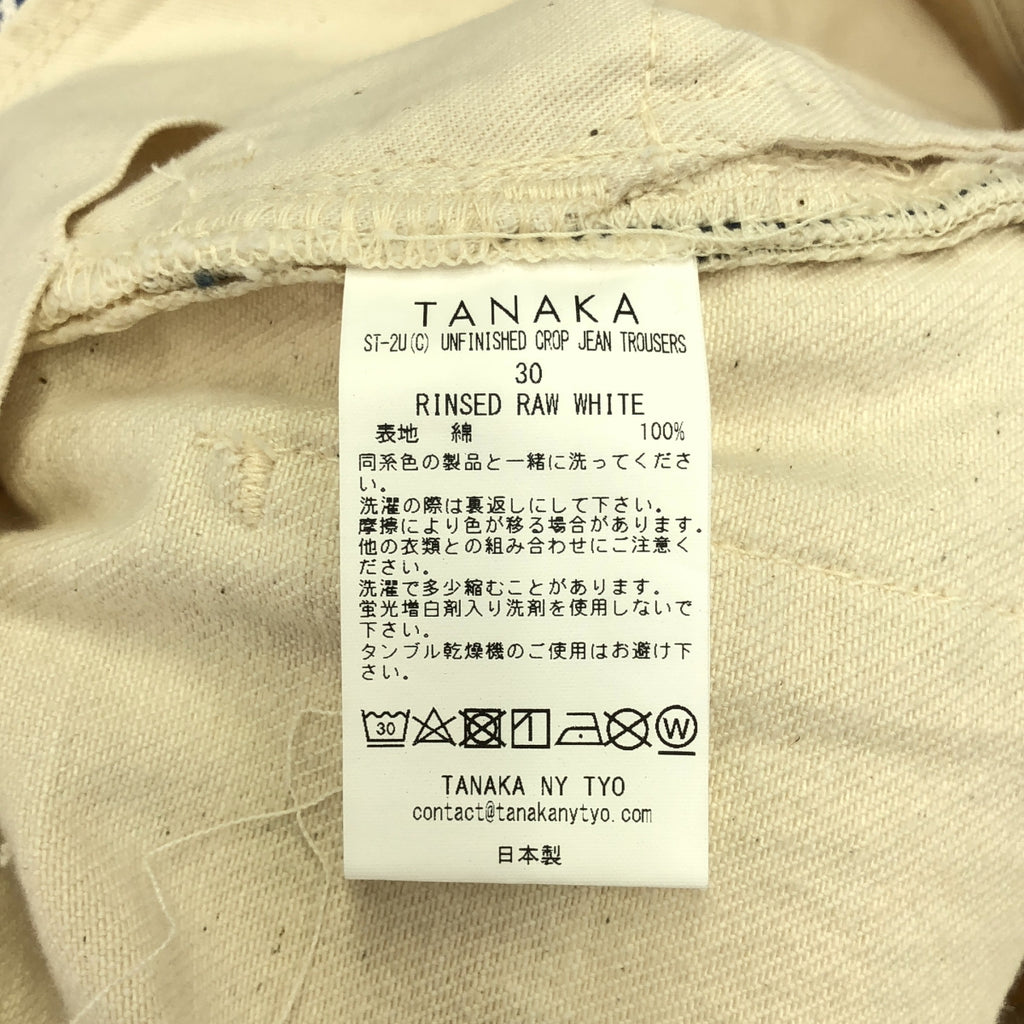 TANAKA
ST-2U(C) UNFINISHED CROP JEAN TROUSERS
30
RINSED RAW WHITE
表地 綿 100%
同系色の製品と一緒に洗ってくださ
い。
洗濯の際は裏返しにして下さい。
摩擦により色が移る場合があります。
他の衣類との組み合わせにご注意く
ださい。
洗濯で多少縮むことがあります。
蛍光増白剤入り洗剤を使用しないで
下さい。
タンブル乾燥機のご使用はお避け下
さい。
30 W
TANAKA NY TYO
contact@tanakanytyo.com
日本製